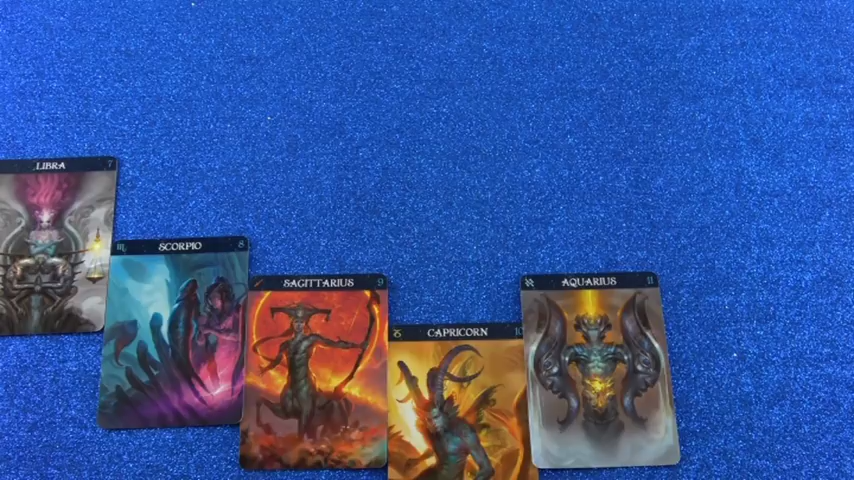 LIBRA 7
♏ SCORPIO 8
♐ SAGITTARIUS 9
♉ CAPRICORN 10
AQUARIUS 11